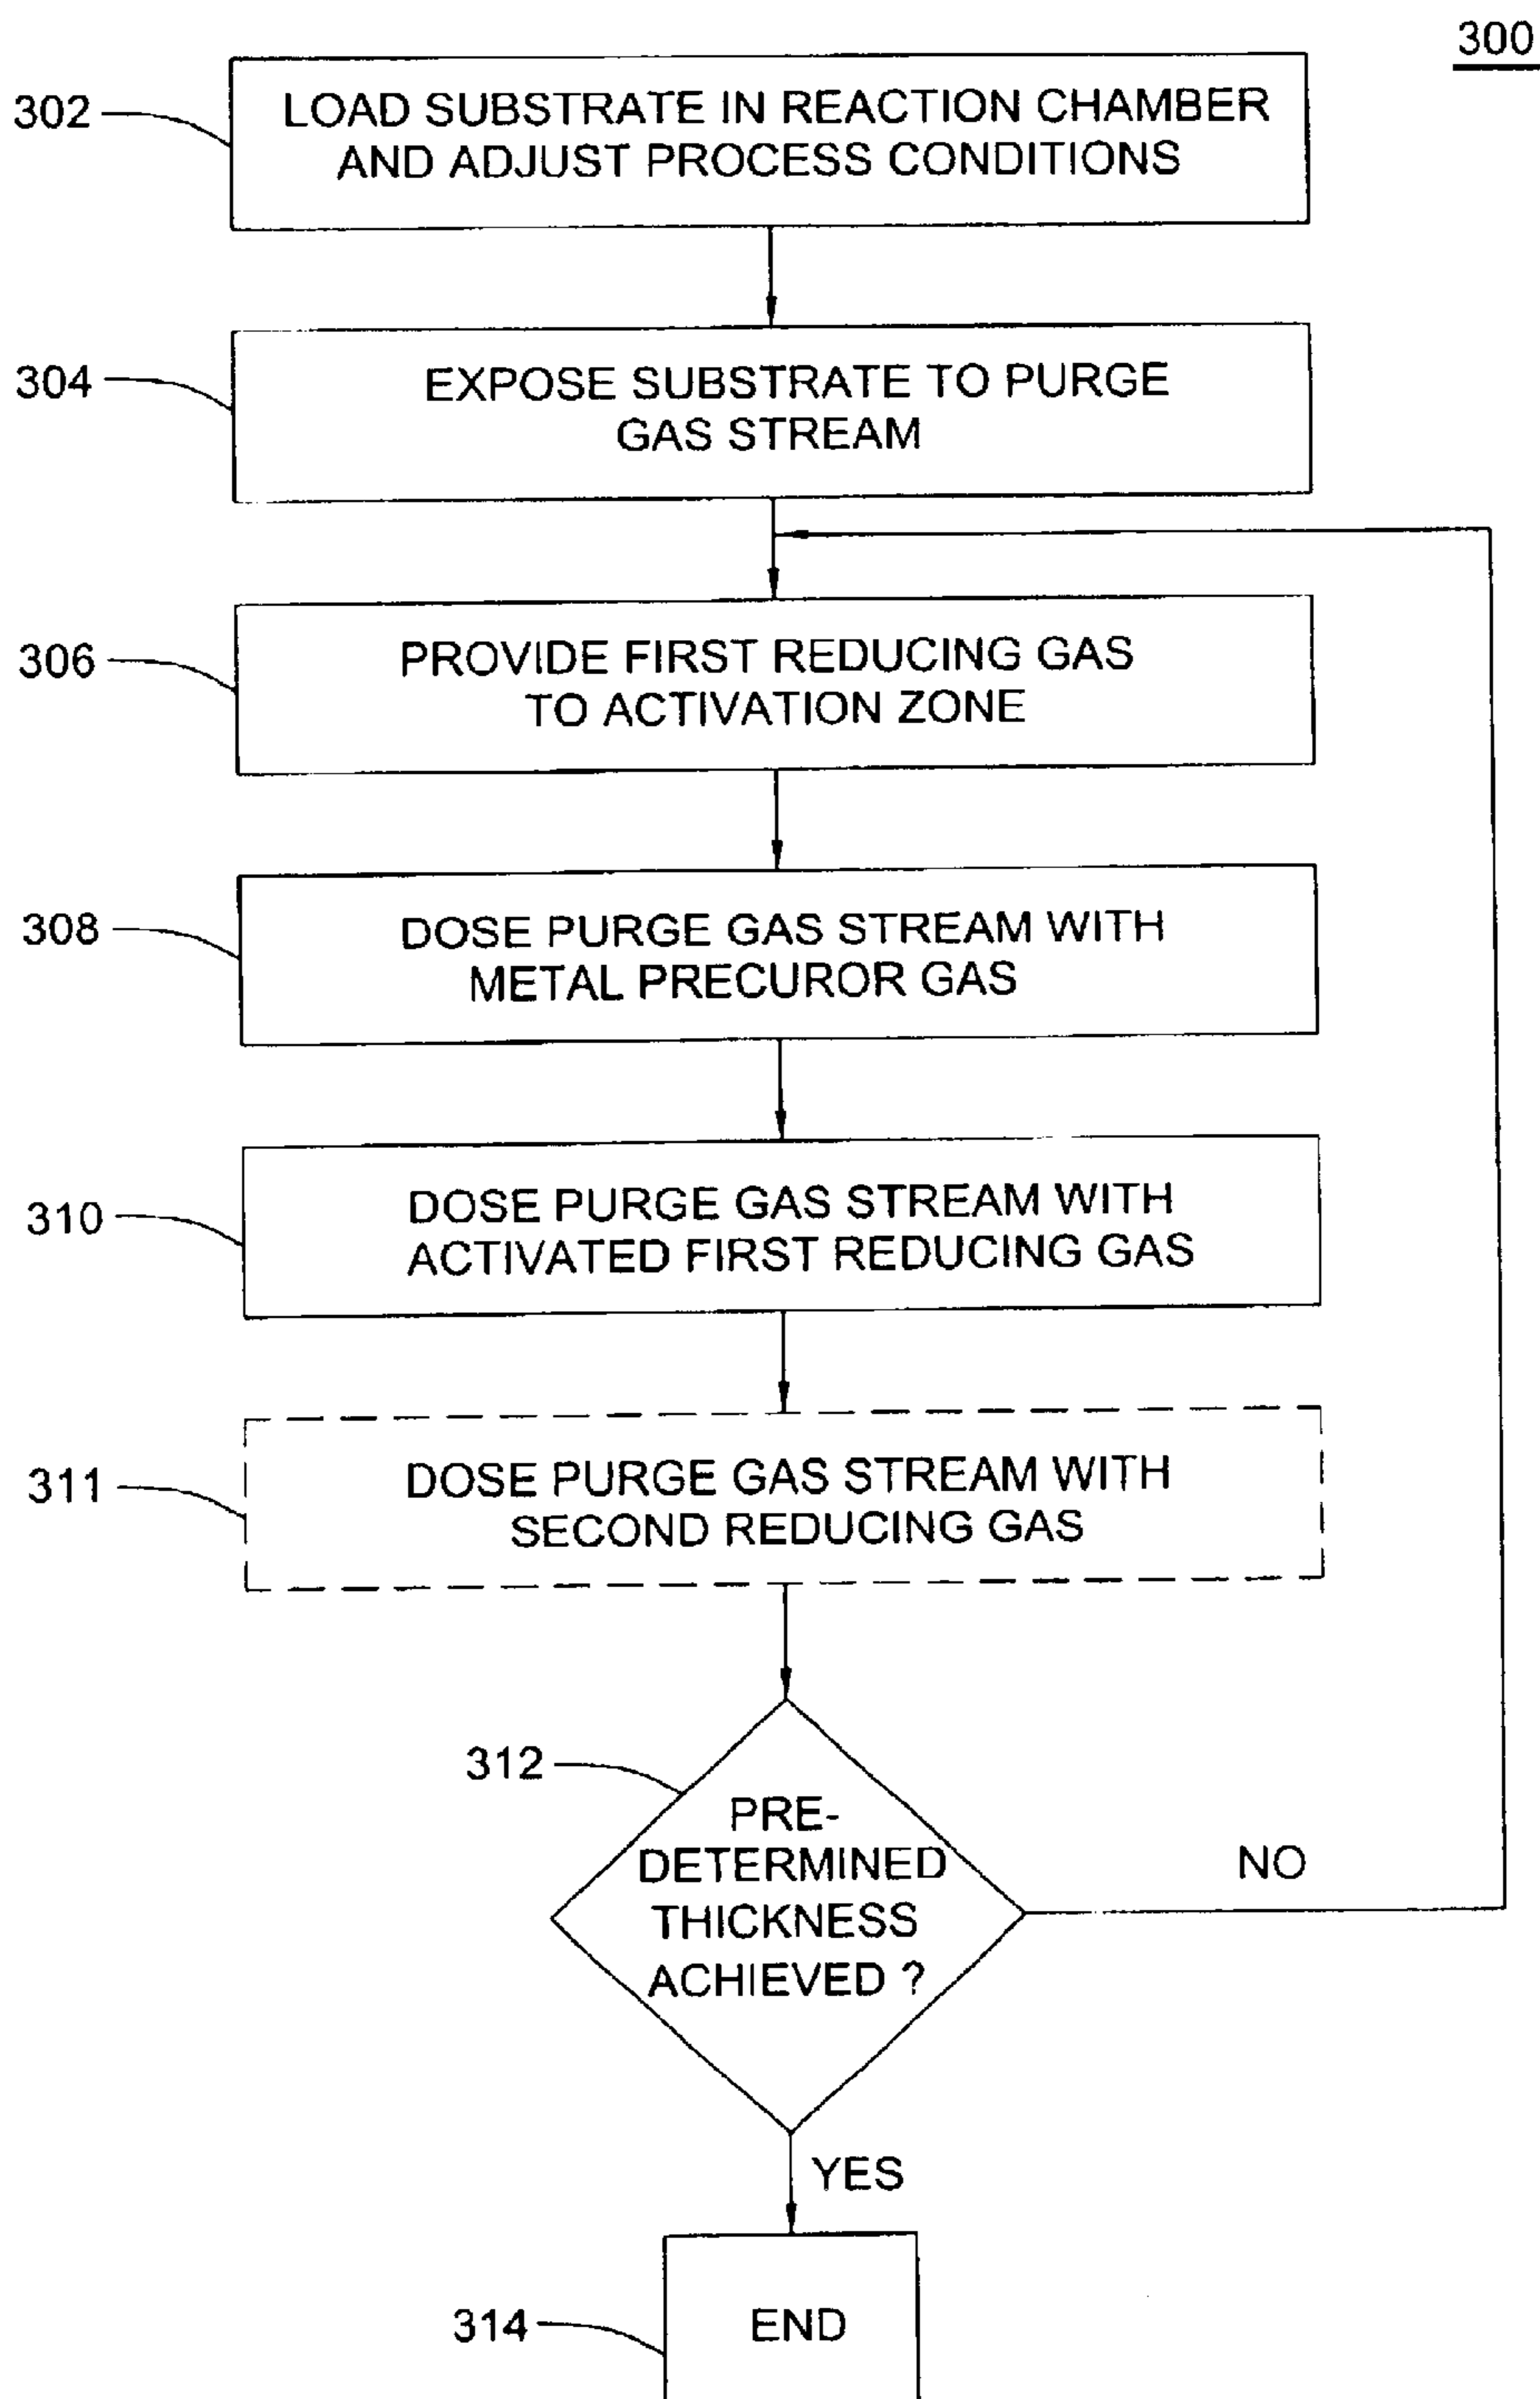 300
302
LOAD SUBSTRATE IN REACTION CHAMBER
AND ADJUST PROCESS CONDITIONS
304
EXPOSE SUBSTRATE TO PURGE
GAS STREAM
306
PROVIDE FIRST REDUCING GAS
TO ACTIVATION ZONE
308
DOSE PURGE GAS STREAM WITH
METAL PRECUROR GAS
310
DOSE PURGE GAS STREAM WITH
ACTIVATED FIRST REDUCING GAS
311
DOSE PURGE GAS STREAM WITH
SECOND REDUCING GAS
312
PRE-
DETERMINED
THICKNESS
ACHIEVED ?
NO
YES
314
END